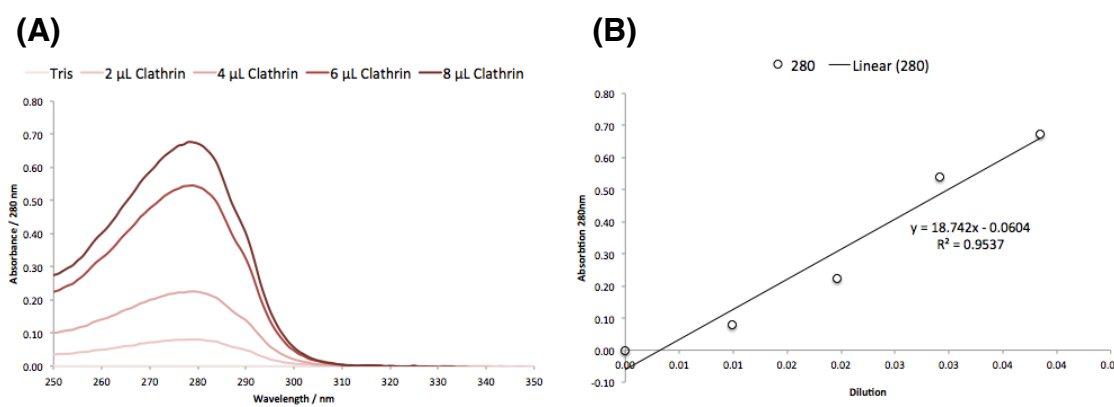 (A)
Tris 2 µL Clathrin 4 µL Clathrin 6 µL Clathrin 8 µL Clathrin
0.80
0.70
0.60
0.50
0.40
0.30
0.20
0.10
0.00
Absorbance / 280 nm
250 260 270 280 290 300 310 320 330 340 350
Wavelength / nm
(B)
280 Linear (280)
0.80
0.70
0.60
0.50
0.40
0.30
0.20
0.10
0.00
-0.10
Absorbtion 280nm
y = 18.742x - 0.0604
R² = 0.9537
0.00 0.01 0.01 0.02 0.02 0.03 0.03 0.04 0.04
Dilution